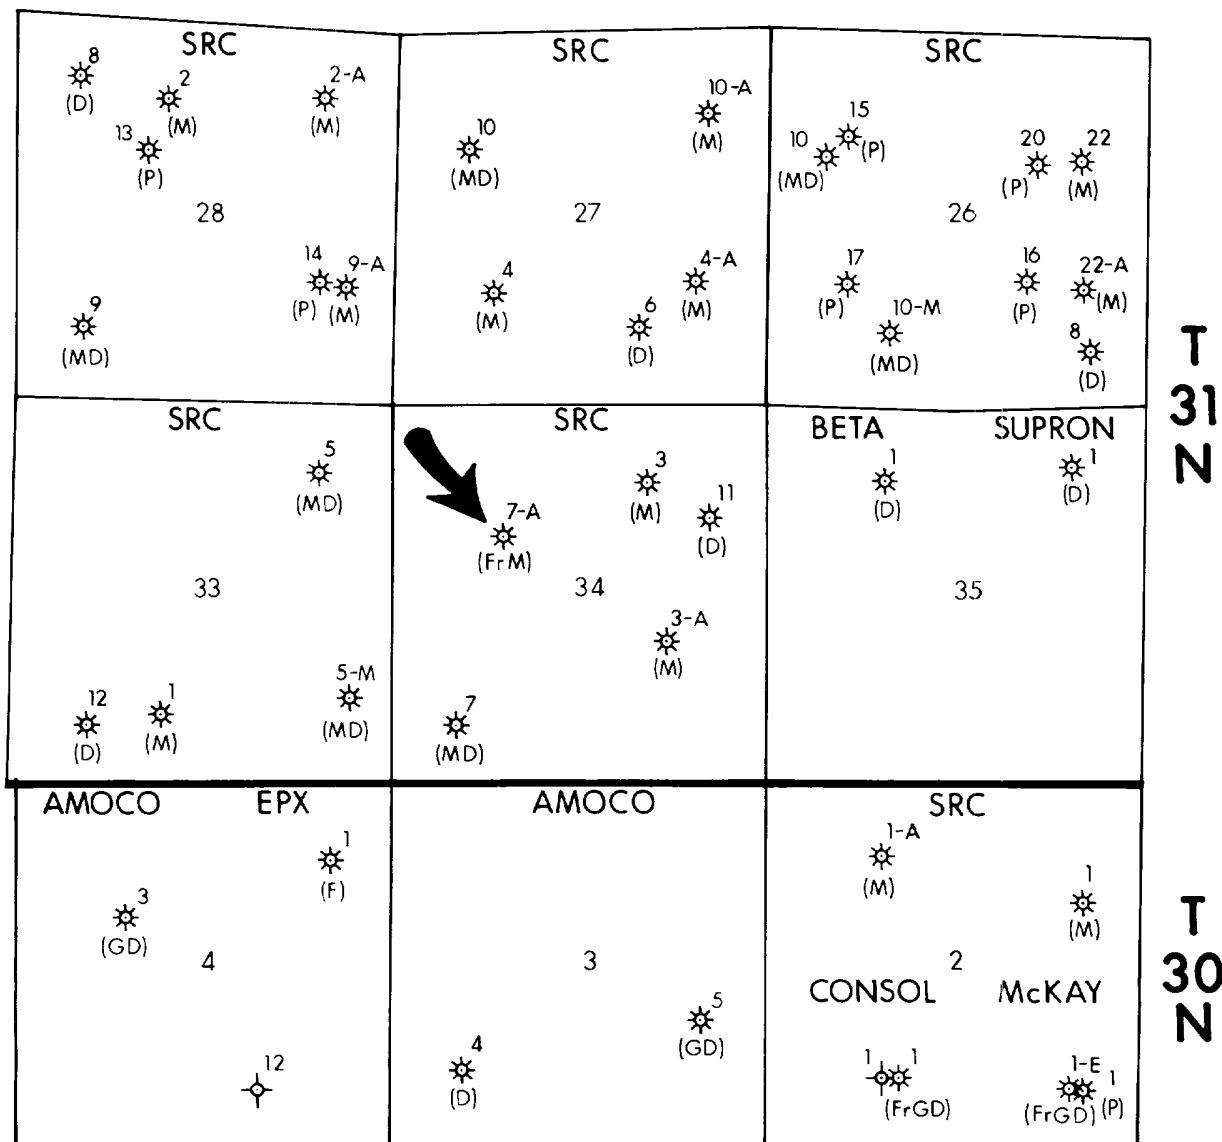 SRC
SRC
SRC
8
(D)
2
(M)
2-A
(M)
13
(P)
28
14
(P)
9-A
(M)
9
(MD)
10-A
(M)
10
(MD)
27
4
(M)
4-A
(M)
6
(D)
15
(P)
10
(MD)
20
(P)
22
(M)
26
17
(P)
16
(P)
22-A
(M)
10-M
(MD)
8
(D)
T
31
N
SRC
5
(MD)
33
12
(D)
1
(M)
5-M
(MD)
SRC
3
(M)
11
(D)
7-A
(FrM)
34
3-A
(M)
7
(MD)
BETA
SUPRON
1
(D)
1
(D)
35
AMOCO
EPX
1
(F)
3
(GD)
4
12
AMOCO
3
5
(GD)
4
(D)
SRC
1-A
(M)
1
(M)
2
CONSOL
McKAY
1
1
(FrGD)
1-E
(FrGD)
1
(P)
T
30
N